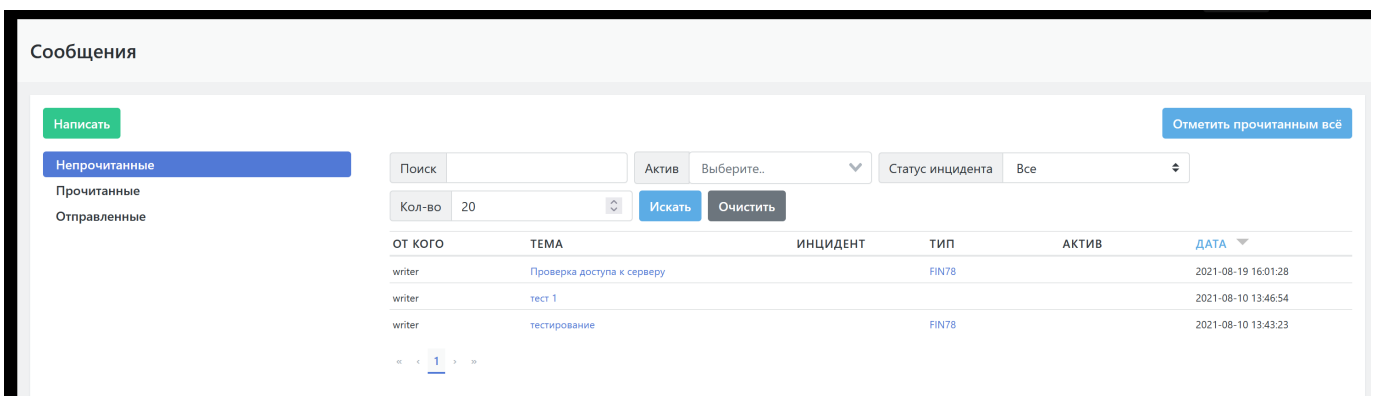 Сообщения
Написать
Отметить прочитанным всё
Непрочитанные
Прочитанные
Отправленные
Поиск Актив Выберите.. Статус инцидента Все
Кол-во 20 Искать Очистить
ОТ КОГО ТЕМА ИНЦИДЕНТ ТИП АКТИВ ДАТА
writer Проверка доступа к серверу FIN78 2021-08-19 16:01:28
writer тест 1 2021-08-10 13:46:54
writer тестирование FIN78 2021-08-10 13:43:23
« ‹ 1 › »